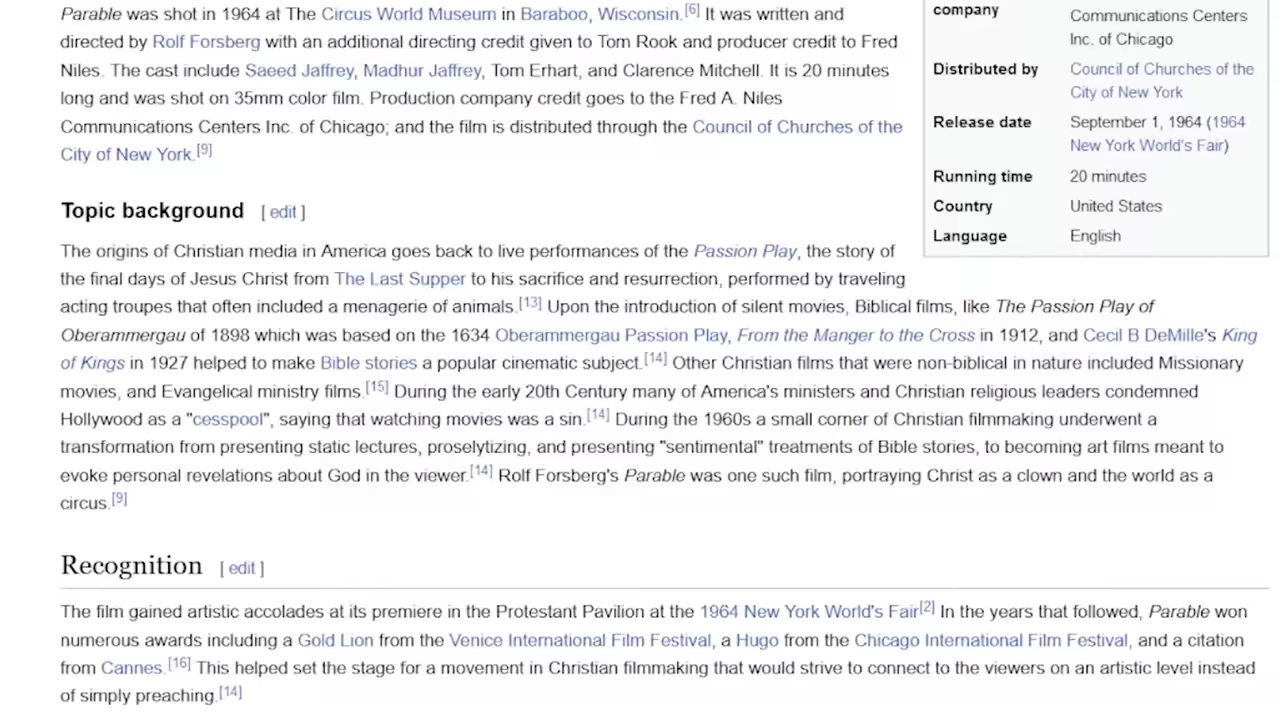 Parable was shot in 1964 at The Circus World Museum in Baraboo, Wisconsin.[6] It was written and
directed by Rolf Forsberg with an additional directing credit given to Tom Rook and producer credit to Fred
Niles. The cast include Saeed Jaffrey, Madhur Jaffrey, Tom Erhart, and Clarence Mitchell. It is 20 minutes
long and was shot on 35mm color film. Production company credit goes to the Fred A. Niles
Communications Centers Inc. of Chicago; and the film is distributed through the Council of Churches of the
City of New York.[9]
company Communications Centers
Inc. of Chicago
Distributed by Council of Churches of the
City of New York
Release date September 1, 1964 (1964
New York World's Fair)
Running time 20 minutes
Country United States
Language English
Topic background [ edit ]
The origins of Christian media in America goes back to live performances of the Passion Play, the story of
the final days of Jesus Christ from The Last Supper to his sacrifice and resurrection, performed by traveling
acting troupes that often included a menagerie of animals.[13] Upon the introduction of silent movies, Biblical films, like The Passion Play of
Oberammergau of 1898 which was based on the 1634 Oberammergau Passion Play, From the Manger to the Cross in 1912, and Cecil B DeMille's King
of Kings in 1927 helped to make Bible stories a popular cinematic subject.[14] Other Christian films that were non-biblical in nature included Missionary
movies, and Evangelical ministry films.[15] During the early 20th Century many of America's ministers and Christian religious leaders condemned
Hollywood as a "cesspool", saying that watching movies was a sin.[14] During the 1960s a small corner of Christian filmmaking underwent a
transformation from presenting static lectures, proselytizing, and presenting "sentimental" treatments of Bible stories, to becoming art films meant to
evoke personal revelations about God in the viewer.[14] Rolf Forsberg's Parable was one such film, portraying Christ as a clown and the world as a
circus.[9]
Recognition [ edit ]
The film gained artistic accolades at its premiere in the Protestant Pavilion at the 1964 New York World's Fair[2] In the years that followed, Parable won
numerous awards including a Gold Lion from the Venice International Film Festival, a Hugo from the Chicago International Film Festival, and a citation
from Cannes.[16] This helped set the stage for a movement in Christian filmmaking that would strive to connect to the viewers on an artistic level instead
of simply preaching.[14]